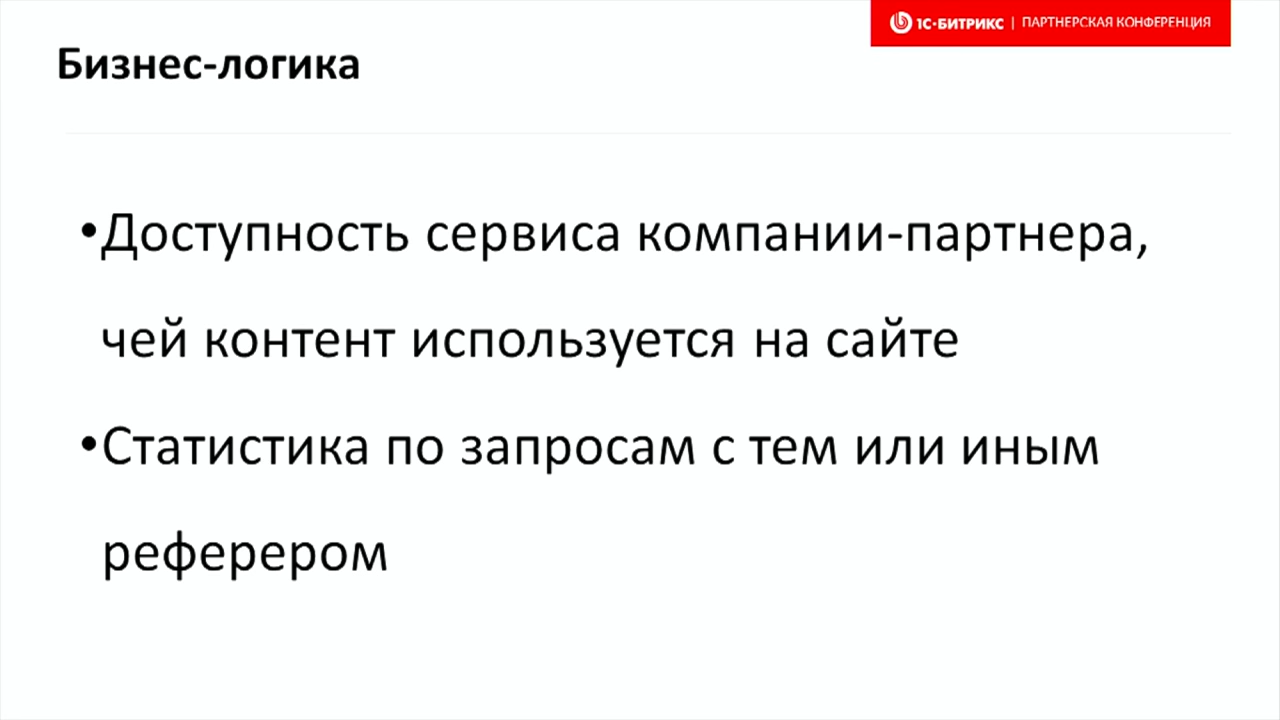 1С-БИТРИКС | ПАРТНЕРСКАЯ КОНФЕРЕНЦИЯ
Бизнес-логика
•Доступность сервиса компании-партнера,
чей контент используется на сайте
•Статистика по запросам с тем или иным
реферером